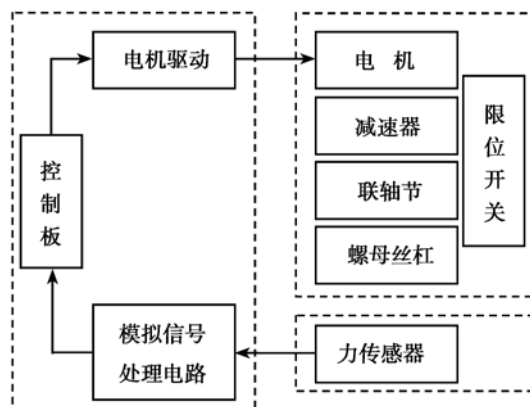 电机驱动
电 机
减速器
限位开关
控制板
联轴节
螺母丝杠
模拟信号
处理电路
力传感器